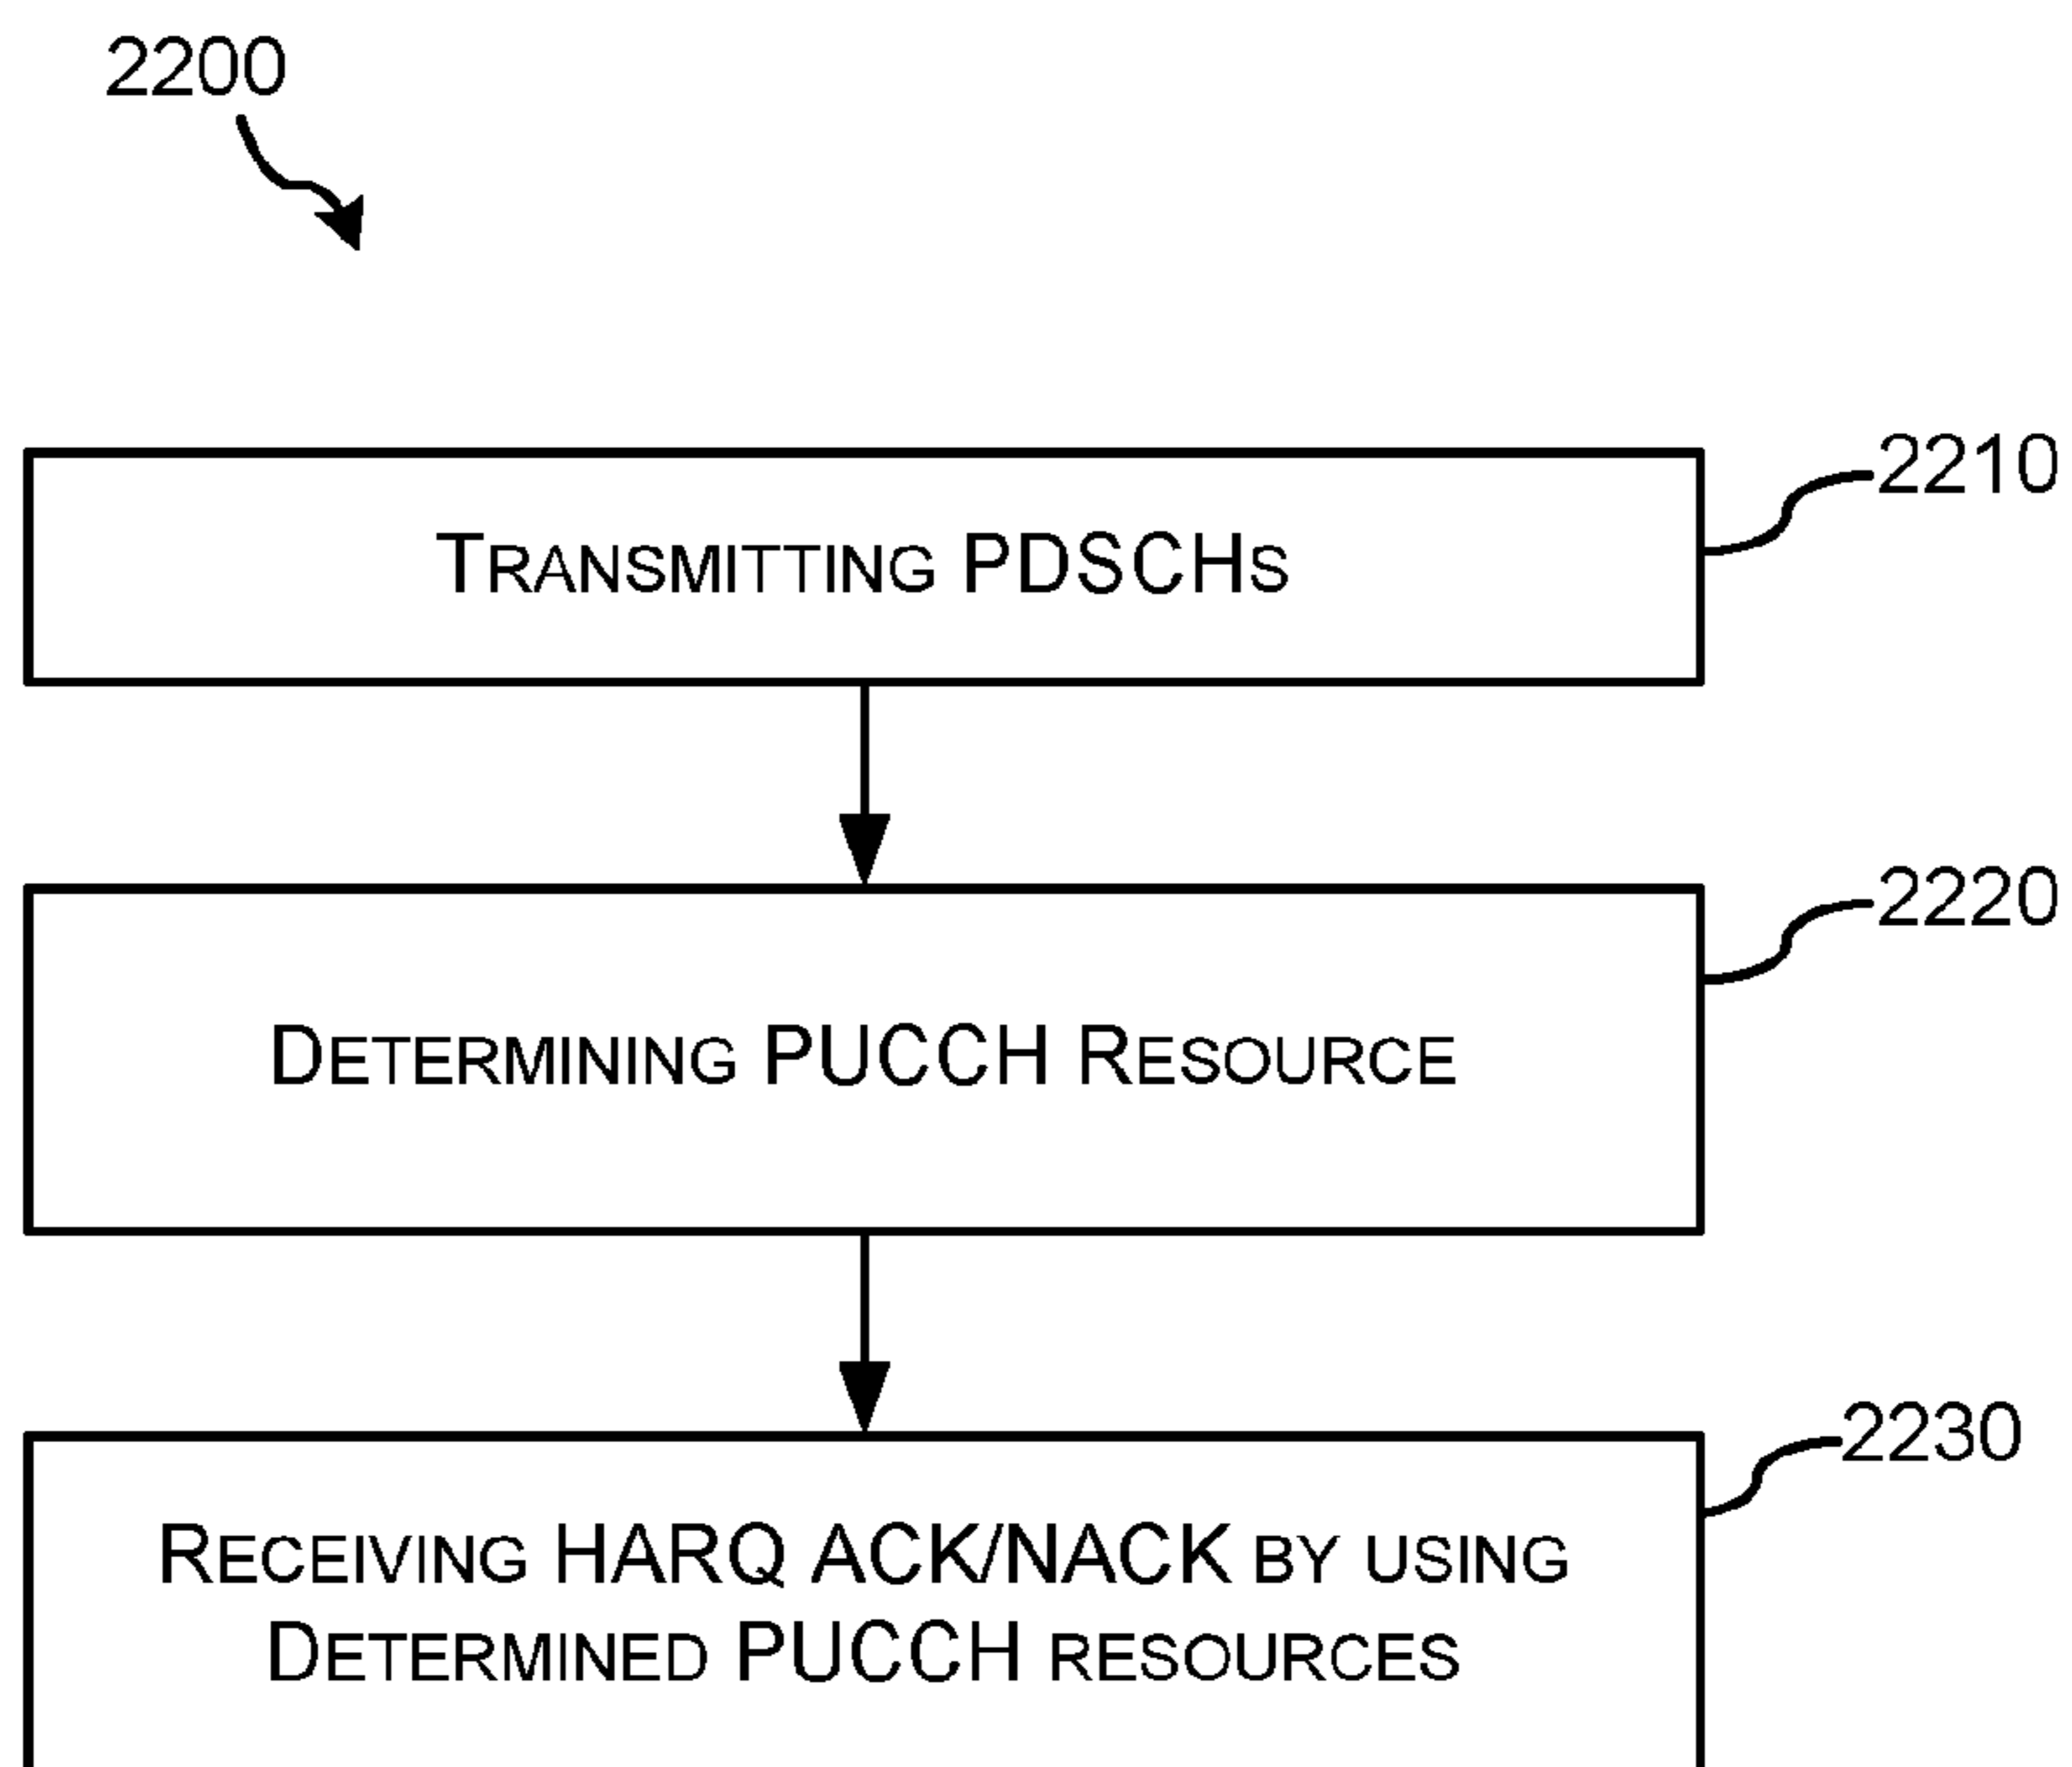 2200
2210
Transmitting PDSCHs
2220
Determining PUCCH Resource
2230
Receiving HARQ ACK/NACK by using
Determined PUCCH resources